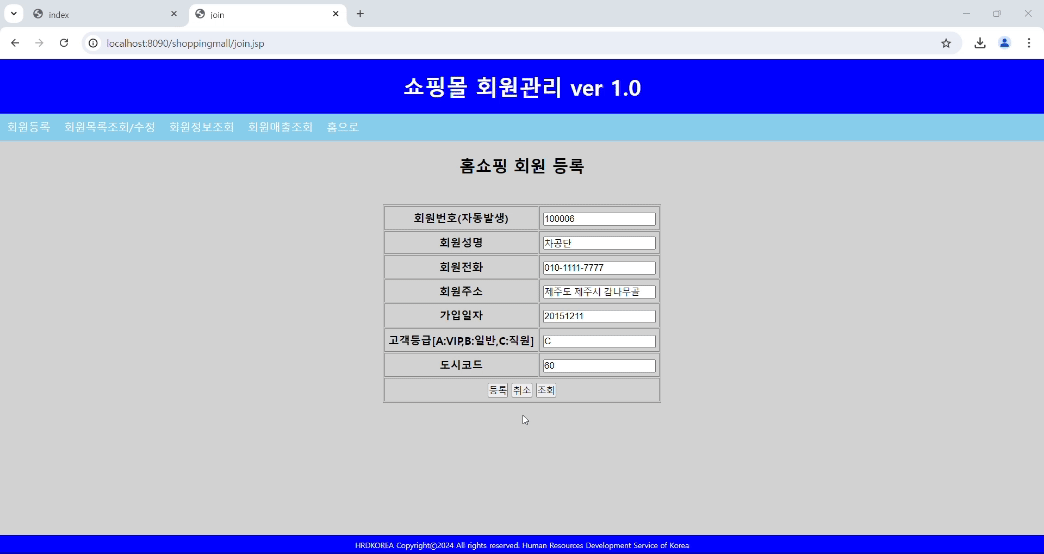 index
join
localhost:8090/shoppingmall/join.jsp
쇼핑몰 회원관리 ver 1.0
회원등록 회원목록조회/수정 회원정보조회 회원매출조회 홈으로
홈쇼핑 회원 등록
회원번호(자동발생) 100006
회원성명 차공단
회원전화 010-1111-7777
회원주소 제주도 제주시 감나무골
가입일자 20151211
고객등급[A:VIP,B:일반,C:직원] C
도시코드 60
등록 취소 조회
HRDKOREA Copyright©2024 All rights reserved. Human Resources Development Service of Korea